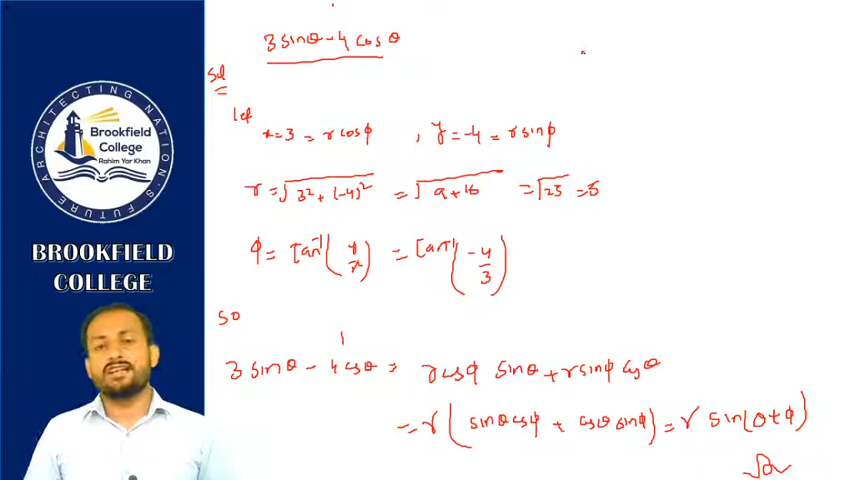 3 sinθ - 4 cosθ
Sol
let
x=3 = r cosϕ , y = -4 = r sinϕ
r = √3² + (-4)² = √9+16 = √25 = 5
ϕ = Tan⁻¹(y/x) = Tan⁻¹(-4/3)
So
3 sinθ - 4 cosθ = r cosϕ sinθ + r sinϕ cosθ
= r ( sinθ cosϕ + cosθ sinϕ ) = r sin(θ+ϕ)
ARCHITECTING NATION'S FUTURE
Brookfield
College
Rahim Yar Khan
BROOKFIELD
COLLEGE